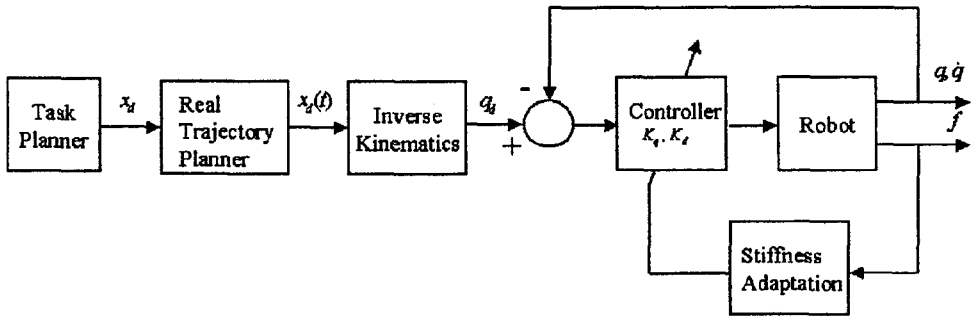 Task
Planner
x_d
Real
Trajectory
Planner
x_d(t)
Inverse
Kinematics
q_d
-
+
Controller
K_q , K_d
Robot
q, q̇
f
Stiffness
Adaptation